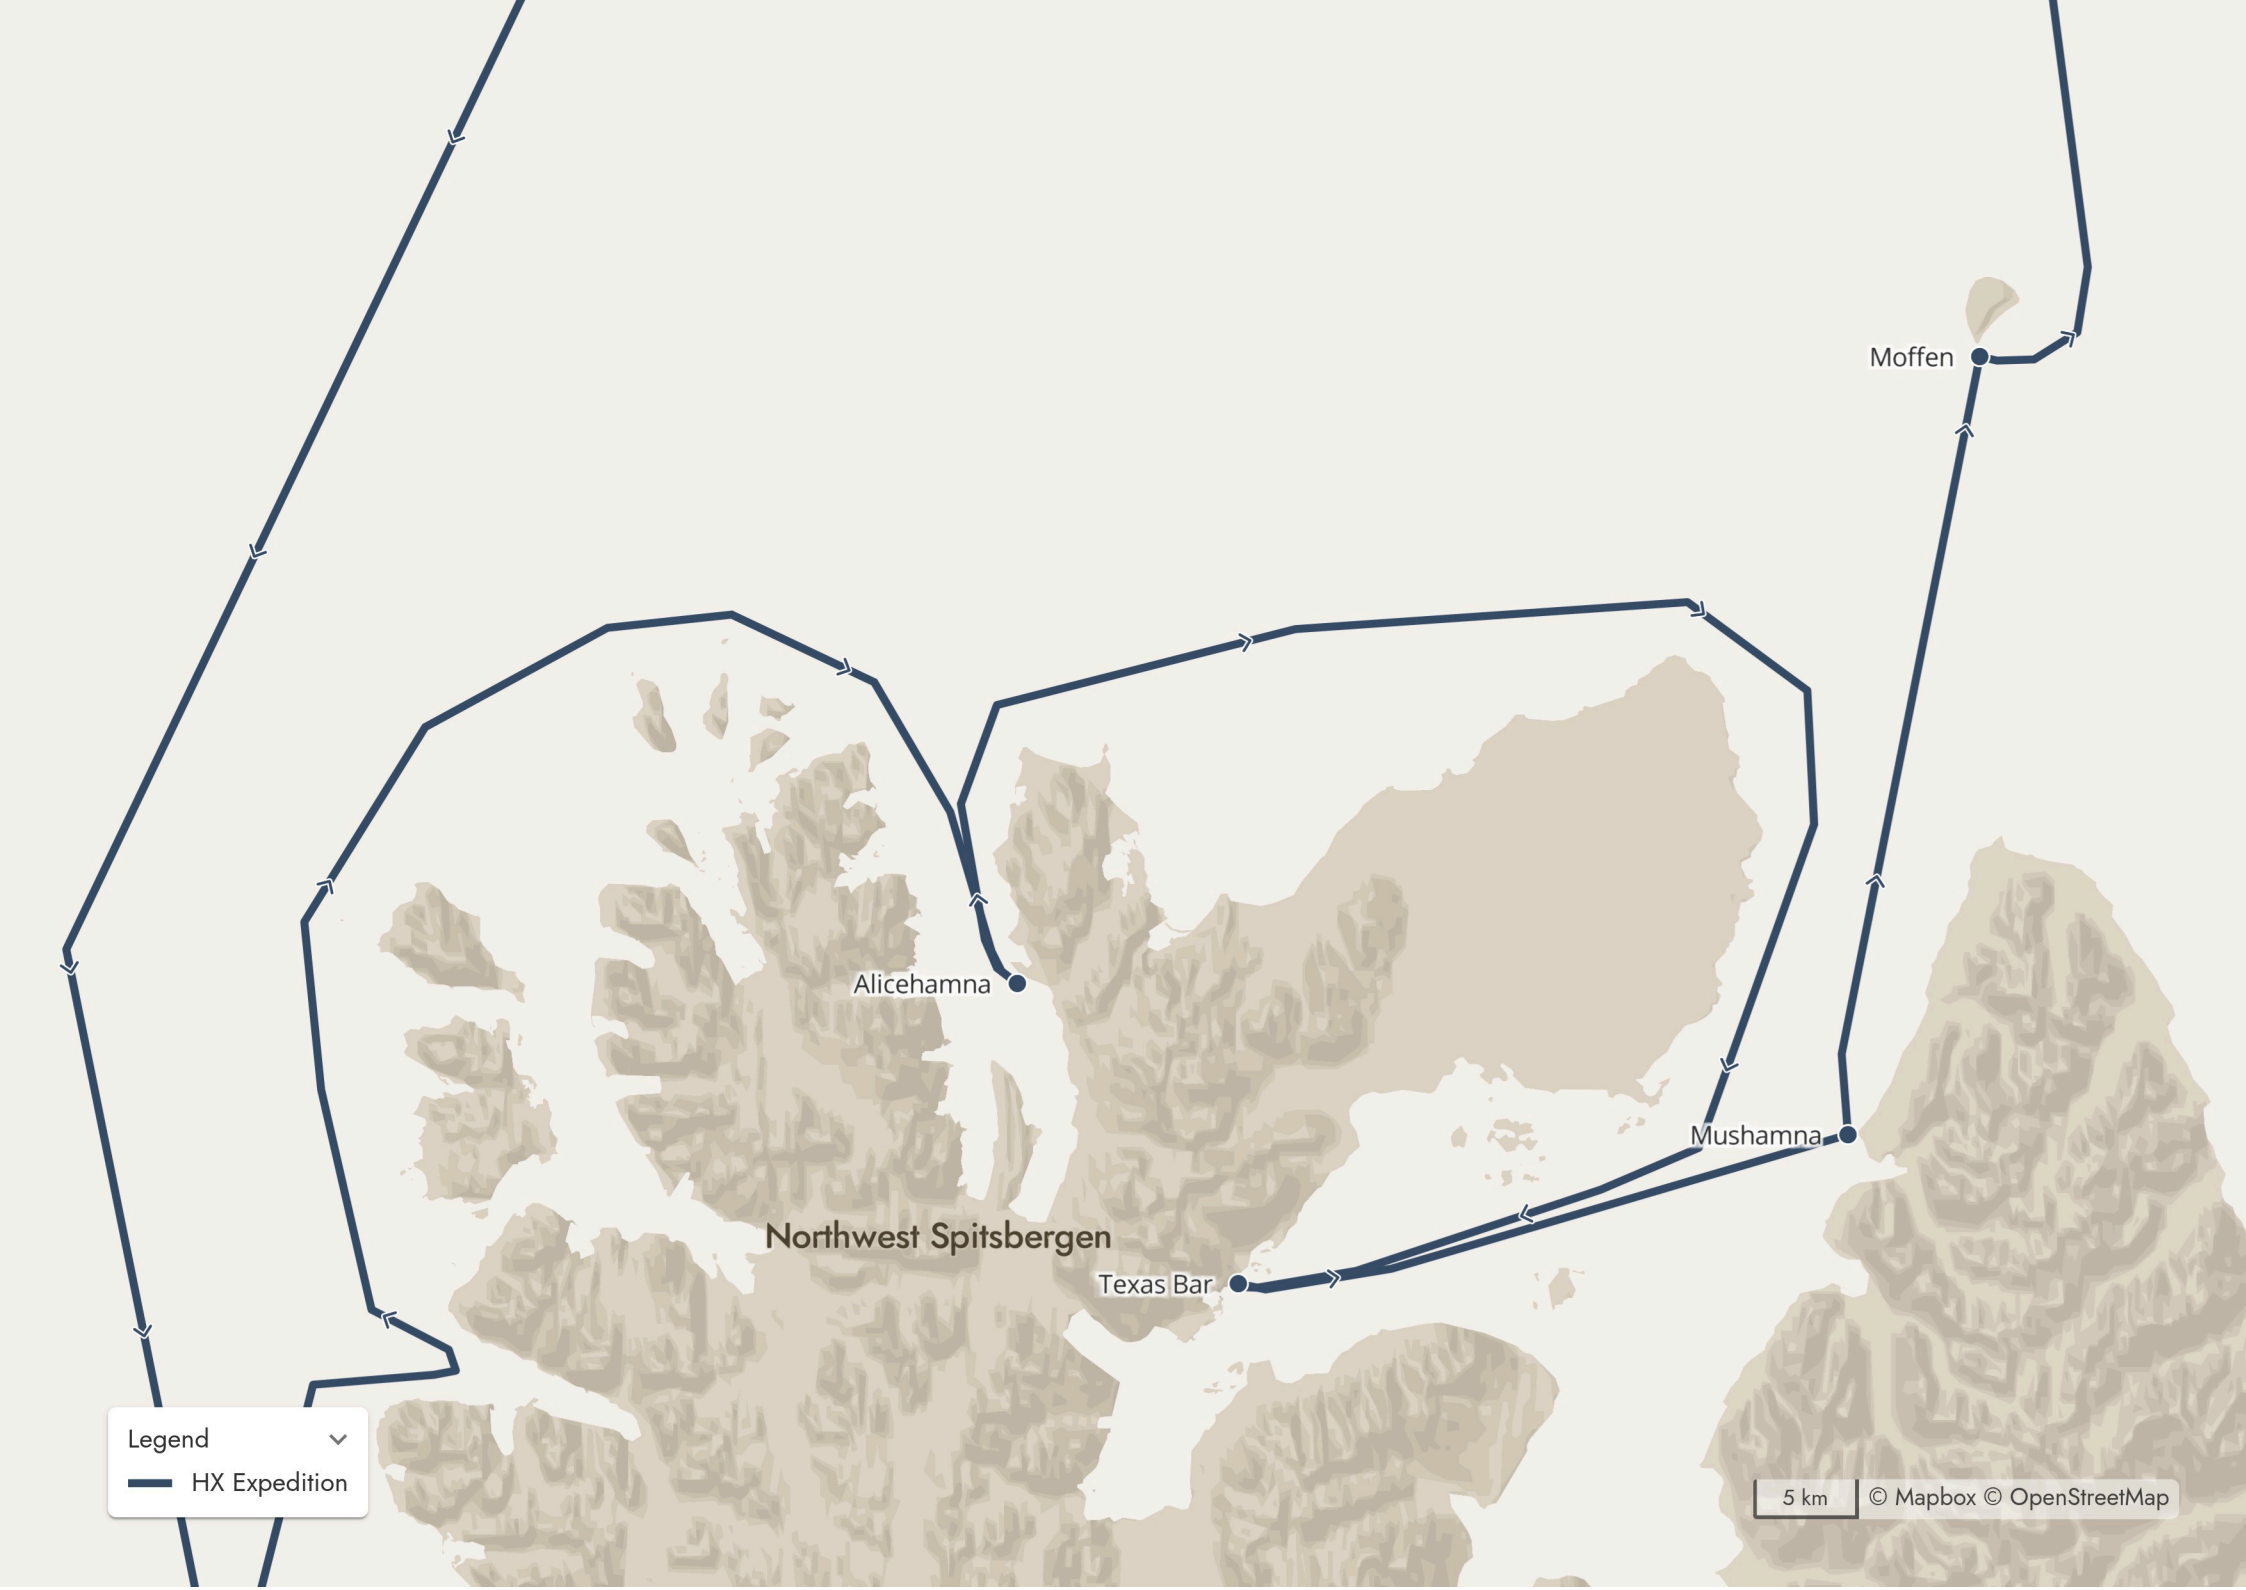 Moffen
Alicehamna
Mushamna
Northwest Spitsbergen
Texas Bar
Legend
HX Expedition
5 km
© Mapbox © OpenStreetMap